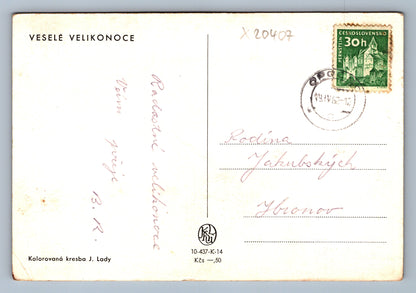 VESELÉ VELIKONOCE
x 20407
ČESKOSLOVENSKO
30h
Radostné velikonoce
Vám přeje
B. R.
Rodina
Jakubských
Hronov
10-437-K-14
Kčs —,50
Kolorovaná kresba J. Lady